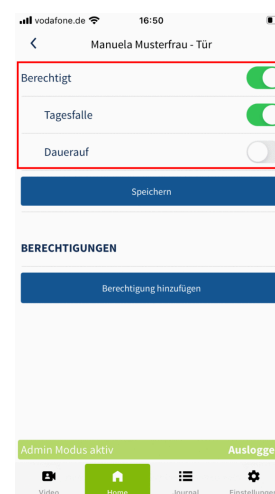 vodafone.de 16:50
Manuela Musterfrau - Tür
Berechtigt
Tagesfalle
Dauerauf
Speichern
BERECHTIGUNGEN
Berechtigung hinzufügen
Admin Modus aktiv Auslogge
Video Home Journal Einstellungen